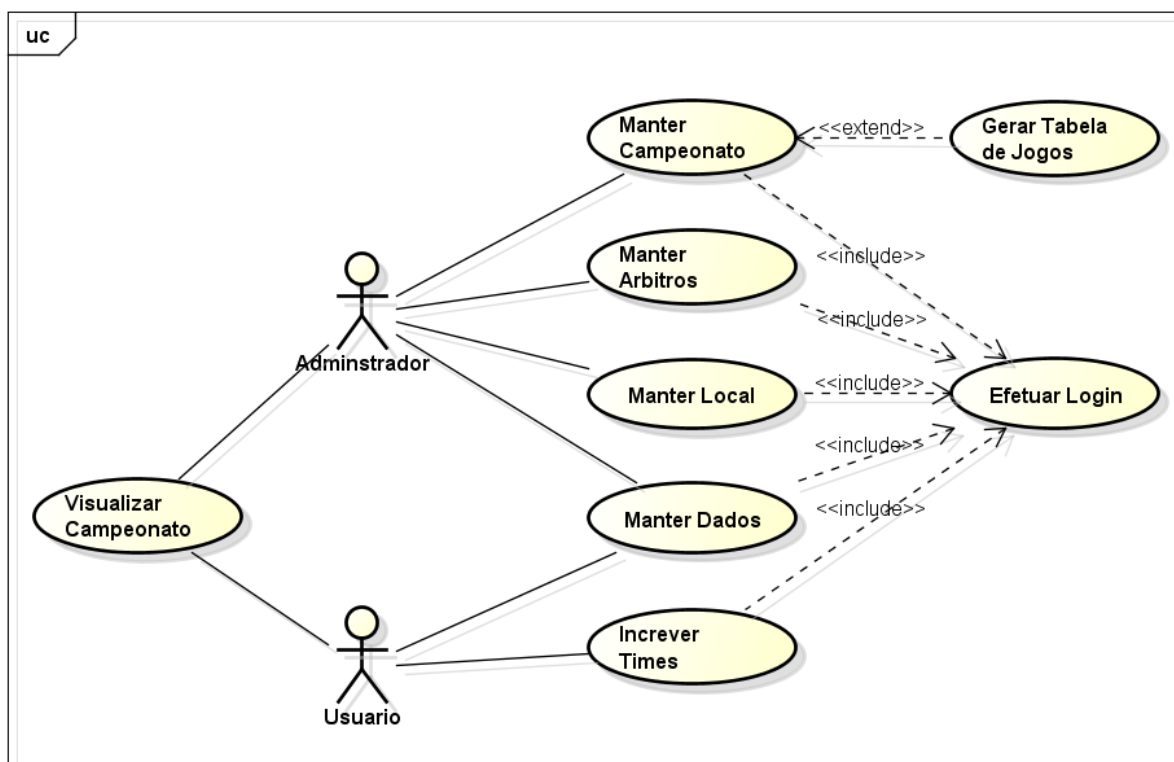 uc
Manter
Campeonato
<<extend>>
Gerar Tabela
de Jogos
Manter
Arbitros
<<include>>
<<include>>
Adminstrador
Manter Local
<<include>>
Efetuar Login
<<include>>
Visualizar
Campeonato
Manter Dados
<<include>>
Increver
Times
Usuario